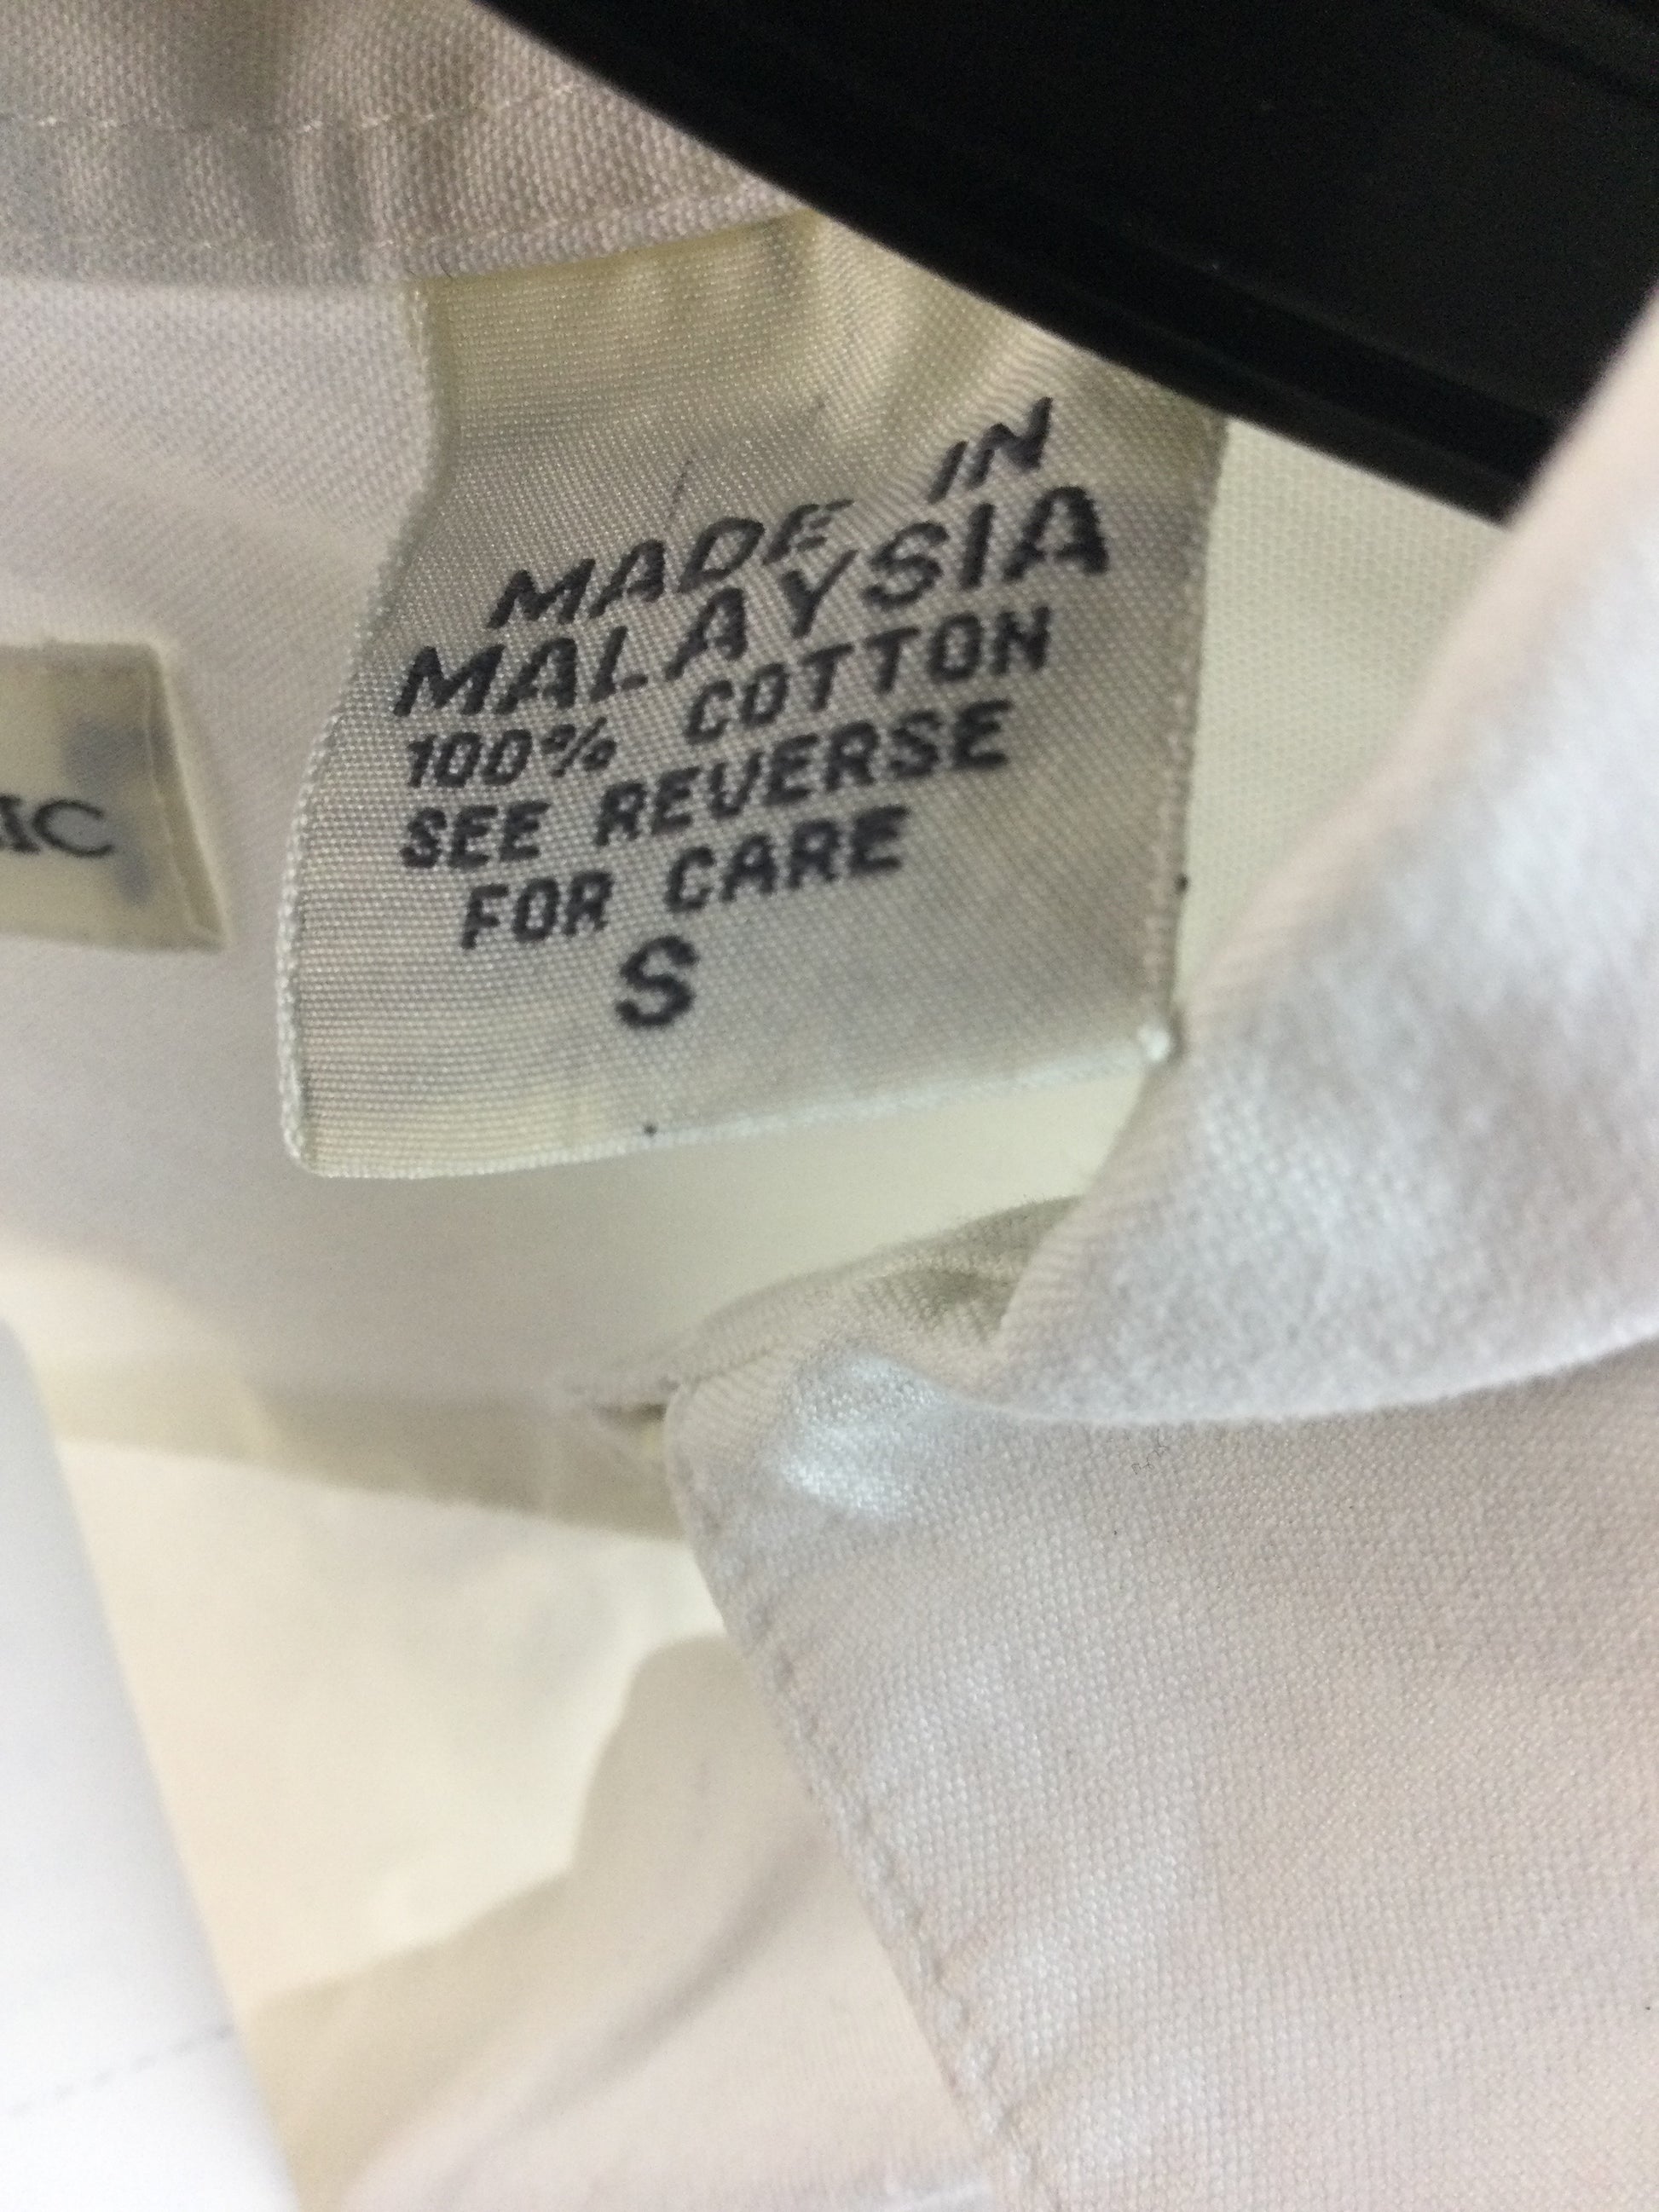 MADE IN
MALAYSIA
100% COTTON
SEE REVERSE
FOR CARE
S